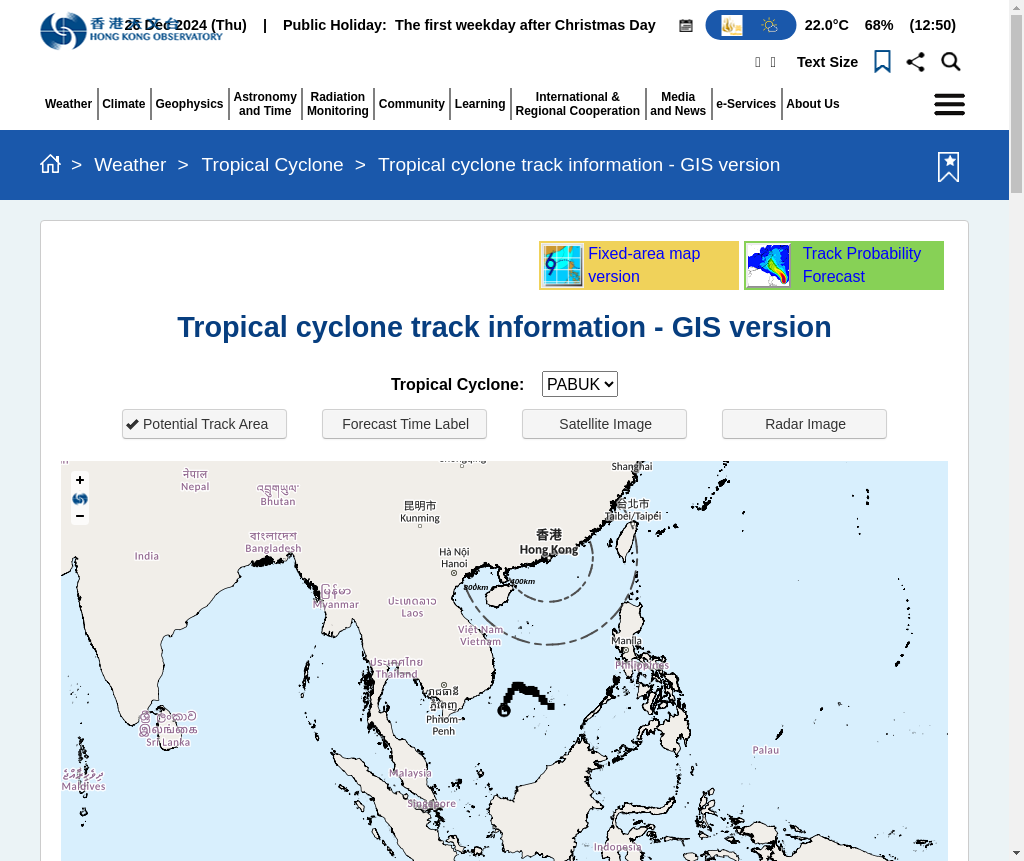 香港天文台
HONG KONG OBSERVATORY
26 Dec 2024 (Thu) | Public Holiday: The first weekday after Christmas Day
22.0°C 68% (12:50)
Text Size
Weather
Climate
Geophysics
Astronomy
and Time
Radiation
Monitoring
Community
Learning
International &
Regional Cooperation
Media
and News
e-Services
About Us
> Weather > Tropical Cyclone > Tropical cyclone track information - GIS version
Fixed-area map
version
Track Probability
Forecast
Tropical cyclone track information - GIS version
Tropical Cyclone: PABUK
Potential Track Area
Forecast Time Label
Satellite Image
Radar Image
+
−
Shanghai
नेपाल
Nepal
Bhutan
昆明市
Kunming
台北市
Taibei/Taipei
香港
Hong Kong
বাংলাদেশ
Bangladesh
India
Hà Nội
Hanoi
800km
400km
မြန်မာ
Myanmar
ປະເທດລາວ
Laos
Việt Nam
Vietnam
Manila
Philippines
ประเทศไทย
Thailand
រាជធានី
ភ្នំពេញ
Phnom-
Penh
ශ්‍රී ලංකාව
இலங்கை
Sri Lanka
Palau
Malaysia
Maldives
Singapore
Indonesia